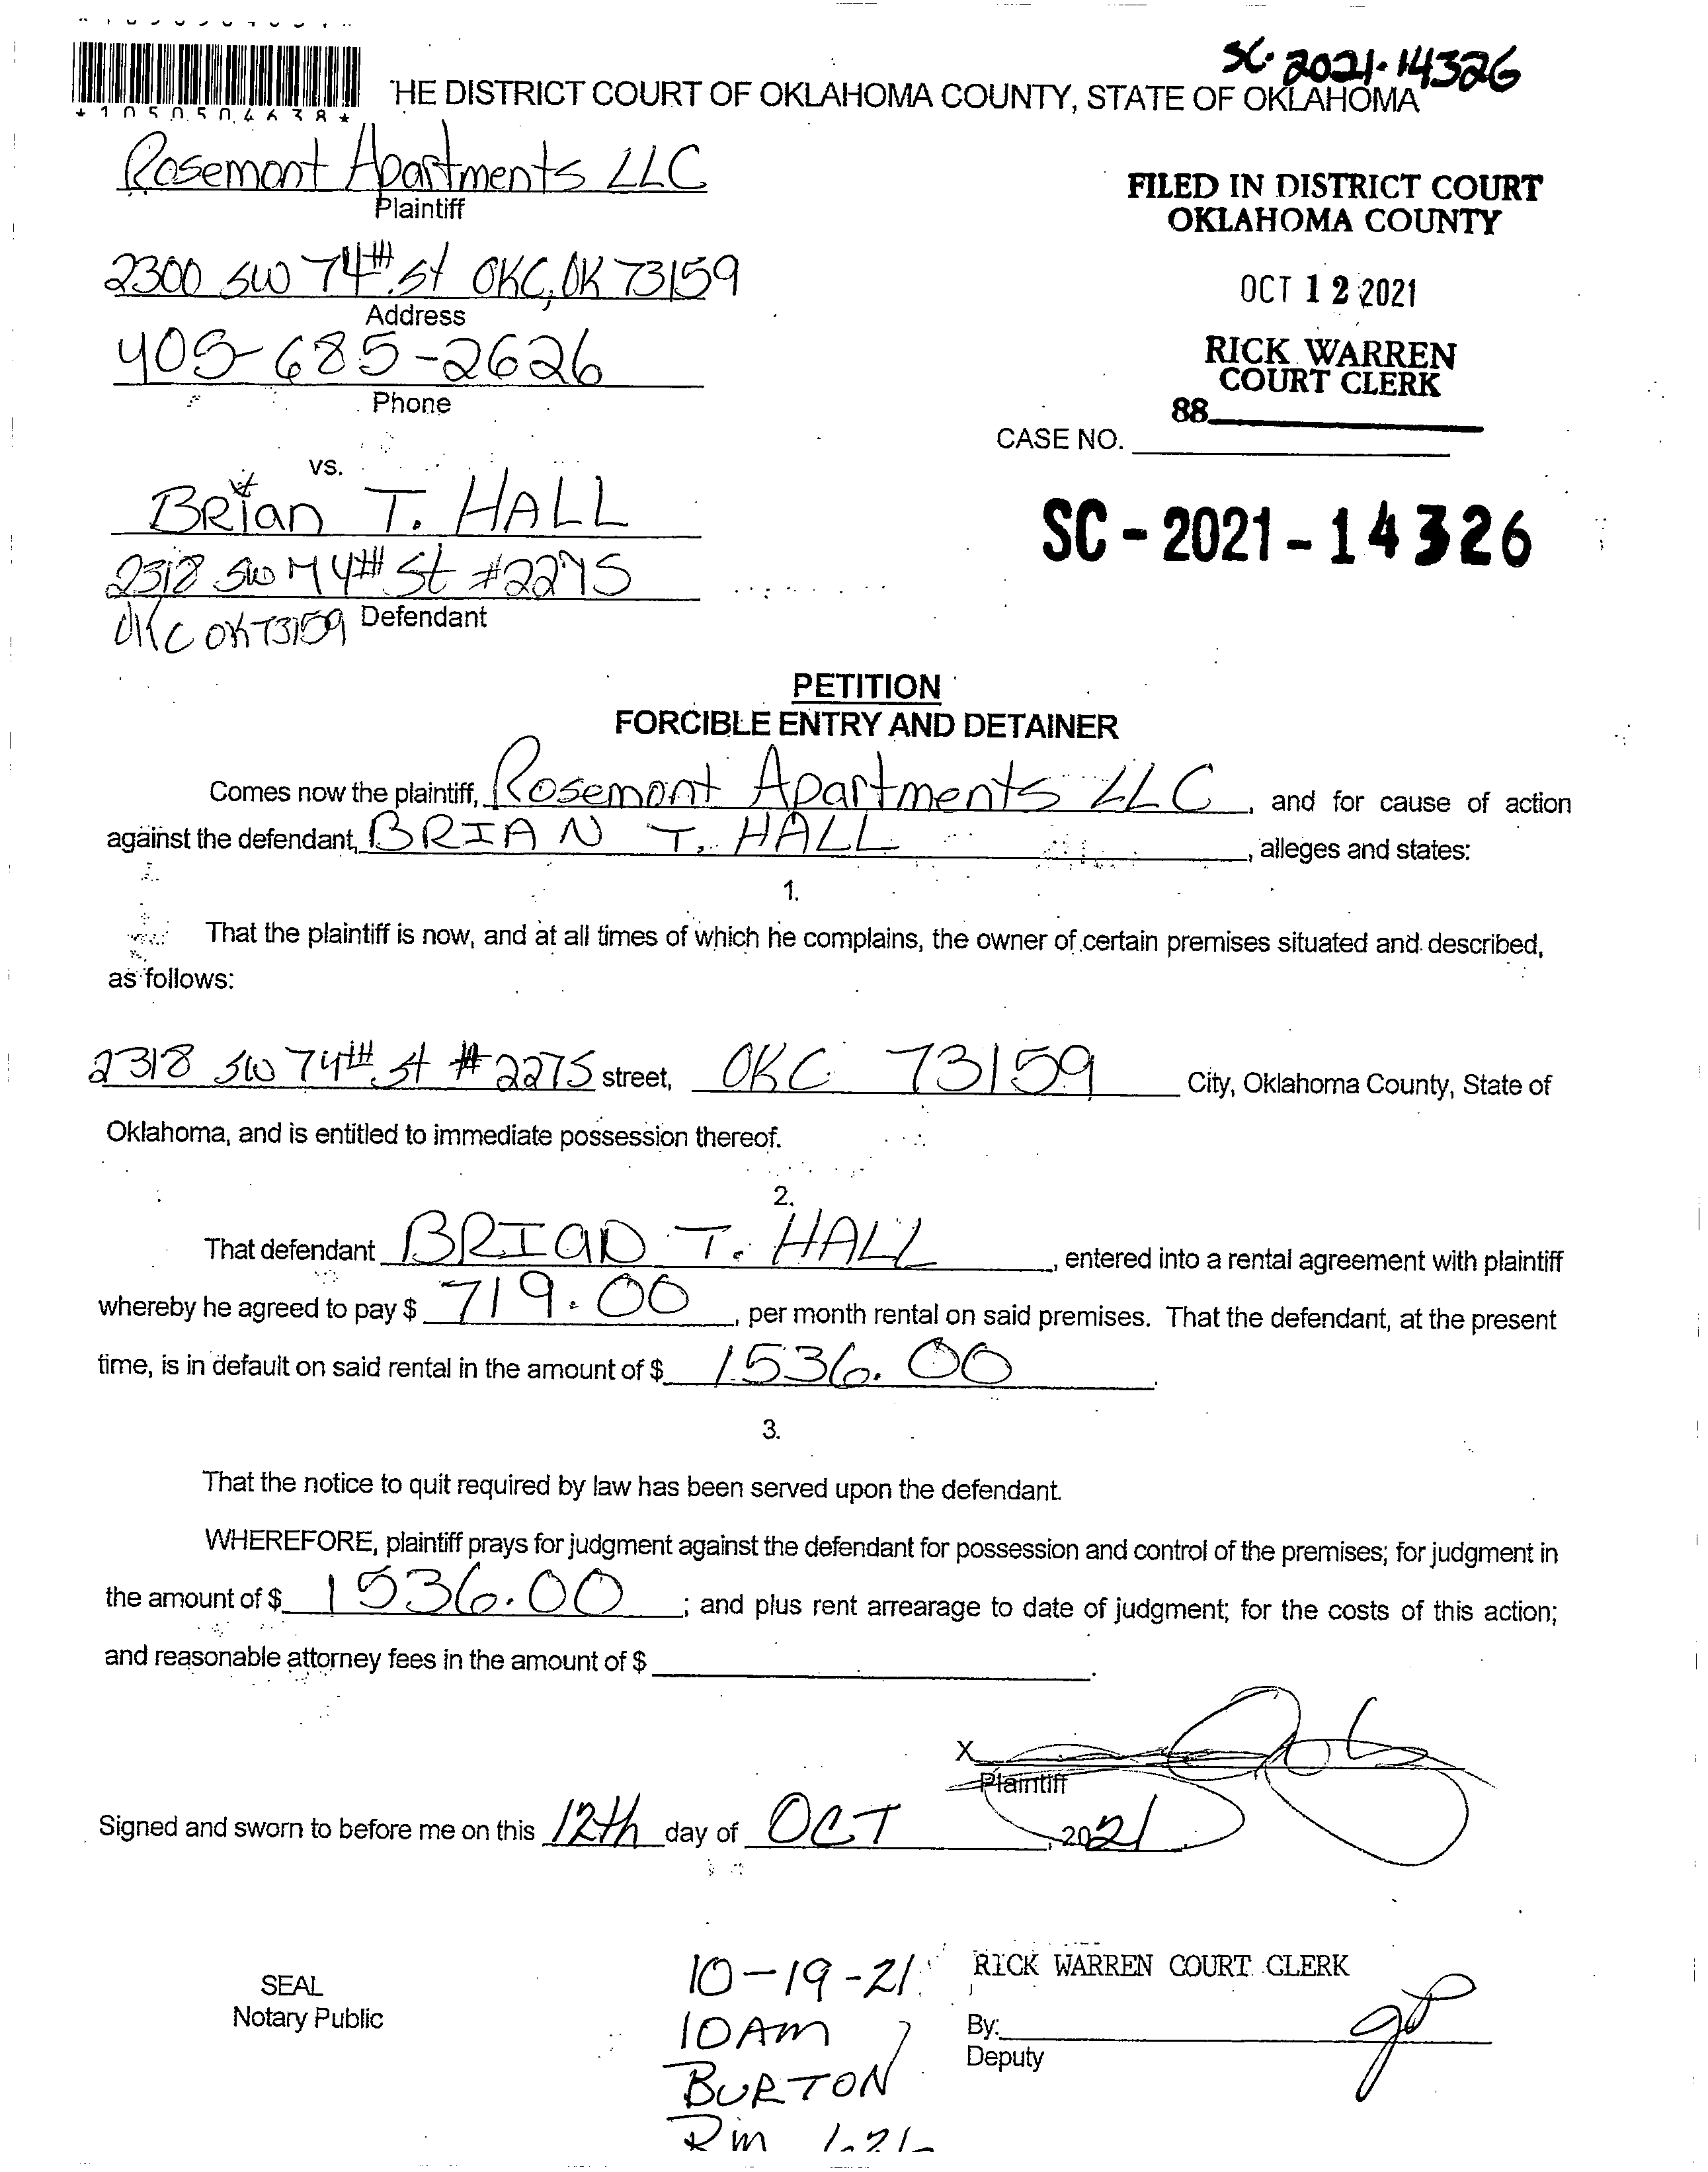 SC-2021-14326
*1050504638*
HE DISTRICT COURT OF OKLAHOMA COUNTY, STATE OF OKLAHOMA
Rosemont Apartments LLC
Plaintiff
FILED IN DISTRICT COURT
OKLAHOMA COUNTY
2300 SW 74th St OKC, OK 73159
Address
OCT 12 2021
405-685-2626
Phone
RICK WARREN
COURT CLERK
88
CASE NO.
vs.
Brian T. HALL
SC-2021-14326
2318 SW 74th St #2275
OKC OK 73159 Defendant
PETITION
FORCIBLE ENTRY AND DETAINER
Comes now the plaintiff, Rosemont Apartments LLC, and for cause of action
against the defendant, BRIAN T. HALL, alleges and states:
1.
That the plaintiff is now, and at all times of which he complains, the owner of certain premises situated and described,
as follows:
2318 SW 74th St #2275 street, OKC 73159 City, Oklahoma County, State of
Oklahoma, and is entitled to immediate possession thereof.
2.
That defendant BRIAN T. HALL, entered into a rental agreement with plaintiff
whereby he agreed to pay $ 719.00, per month rental on said premises. That the defendant, at the present
time, is in default on said rental in the amount of $ 1536.00.
3.
That the notice to quit required by law has been served upon the defendant.
WHEREFORE, plaintiff prays for judgment against the defendant for possession and control of the premises; for judgment in
the amount of $ 1536.00; and plus rent arrearage to date of judgment; for the costs of this action;
and reasonable attorney fees in the amount of $.
X
Plaintiff
Signed and sworn to before me on this 12th day of OCT, 2021.
SEAL
Notary Public
10-19-21
10AM
BURTON
Rm
RICK WARREN COURT CLERK
By:
Deputy